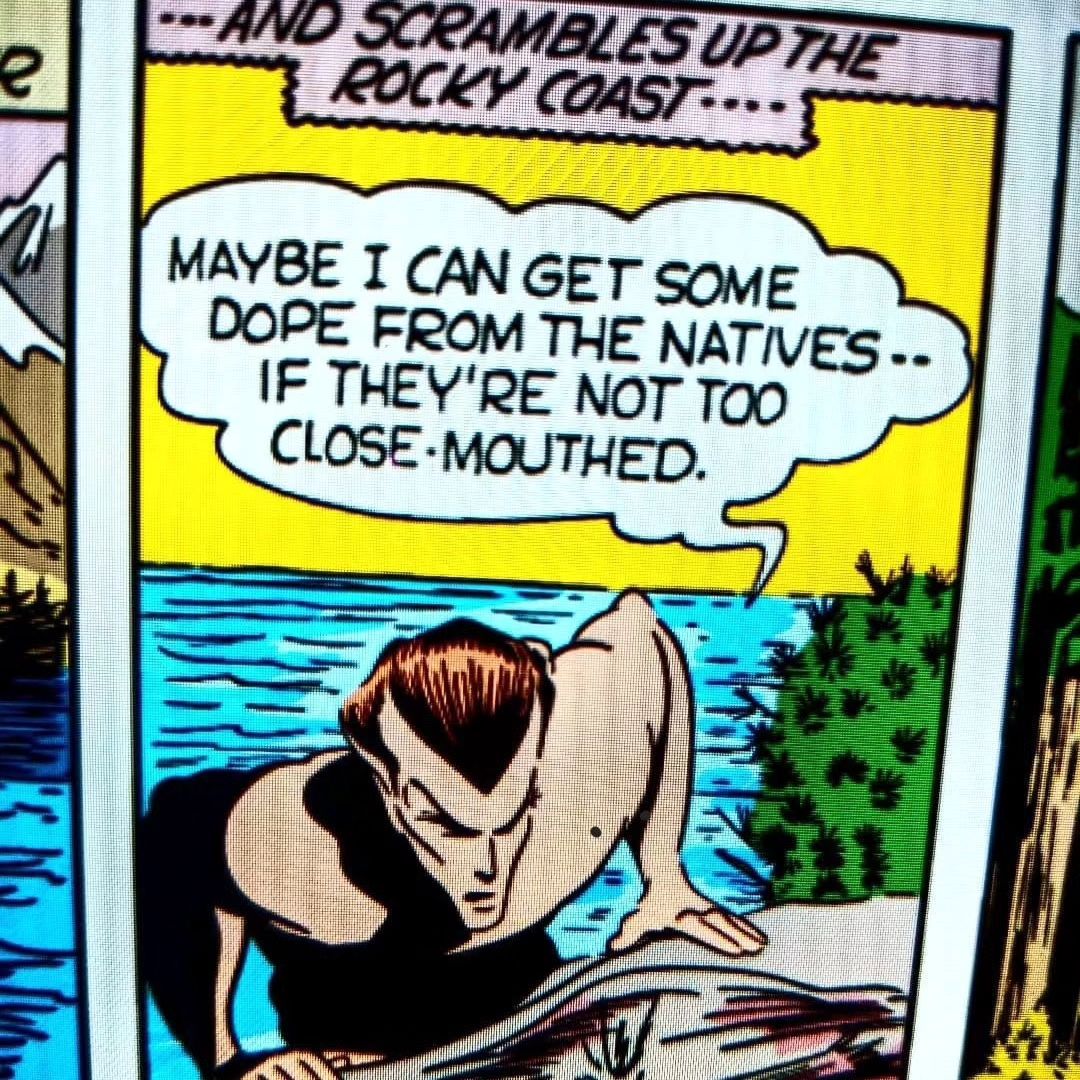 e
...AND SCRAMBLES UP THE
ROCKY COAST....
MAYBE I CAN GET SOME
DOPE FROM THE NATIVES--
IF THEY'RE NOT TOO
CLOSE-MOUTHED.